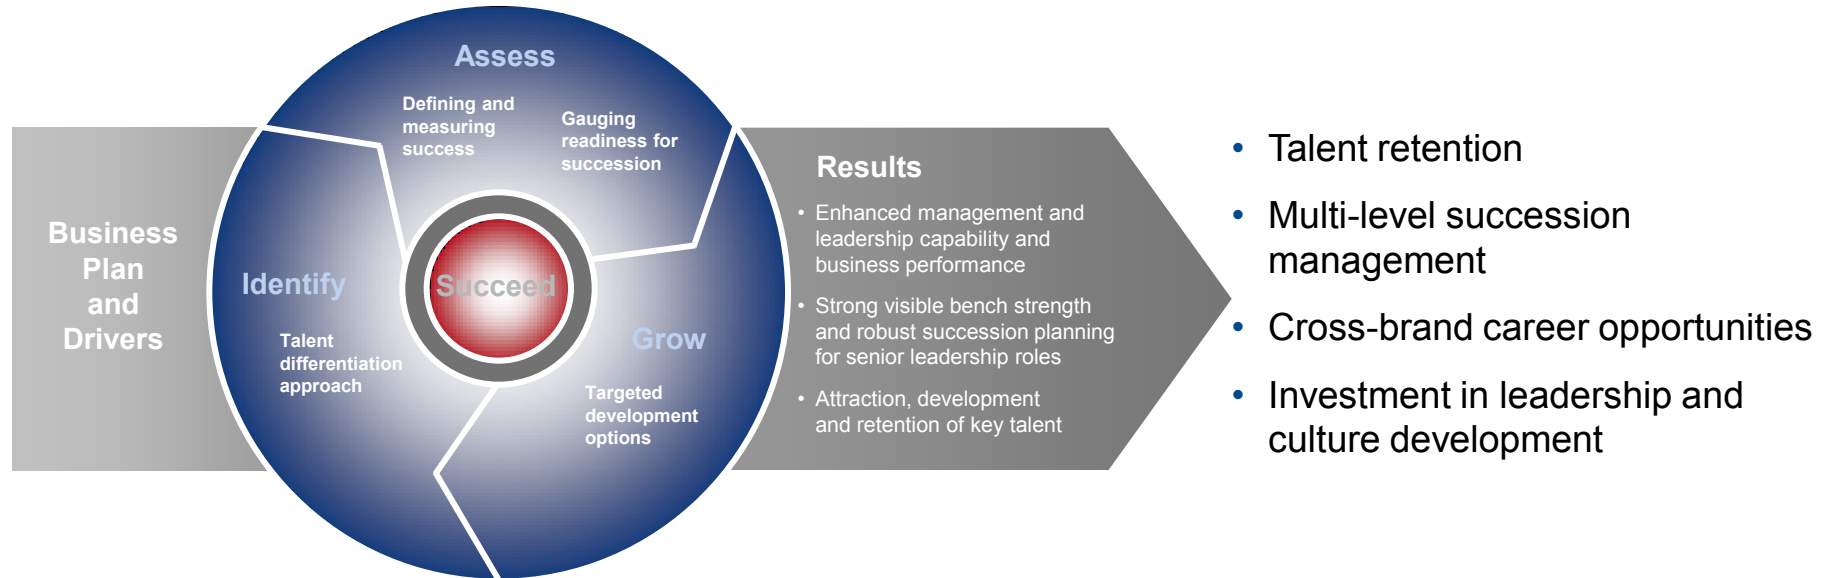 Business
Plan
and
Drivers
Assess
Defining and
measuring
success
Gauging
readiness for
succession
Identify
Talent
differentiation
approach
Succeed
Grow
Targeted
development
options
Results
• Enhanced management and
leadership capability and
business performance
• Strong visible bench strength
and robust succession planning
for senior leadership roles
• Attraction, development
and retention of key talent
• Talent retention
• Multi-level succession
management
• Cross-brand career opportunities
• Investment in leadership and
culture development